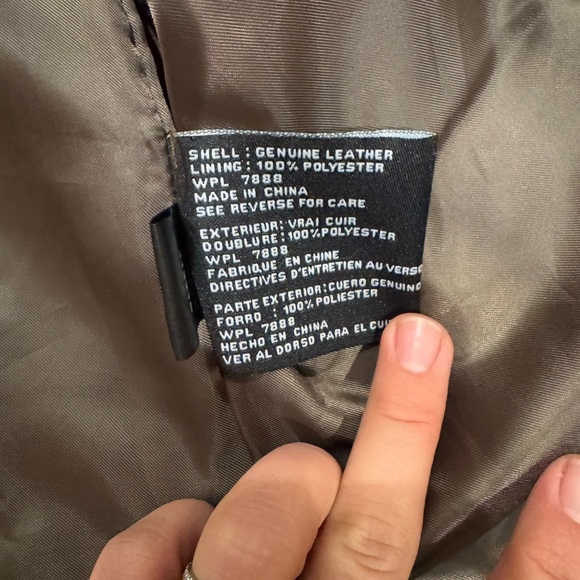 SHELL : GENUINE LEATHER
LINING : 100% POLYESTER
WPL 7888
MADE IN CHINA
SEE REVERSE FOR CARE
EXTERIEUR: VRAI CUIR
DOUBLURE :100%POLYESTER
WPL 7888
FABRIQUE EN CHINE
DIRECTIVES D'ENTRETIEN AU VERSO
PARTE EXTERIOR:CUERO GENUINO
FORRO : 100%POLIESTER
WPL 7888
HECHO EN CHINA
VER AL DORSO PARA EL